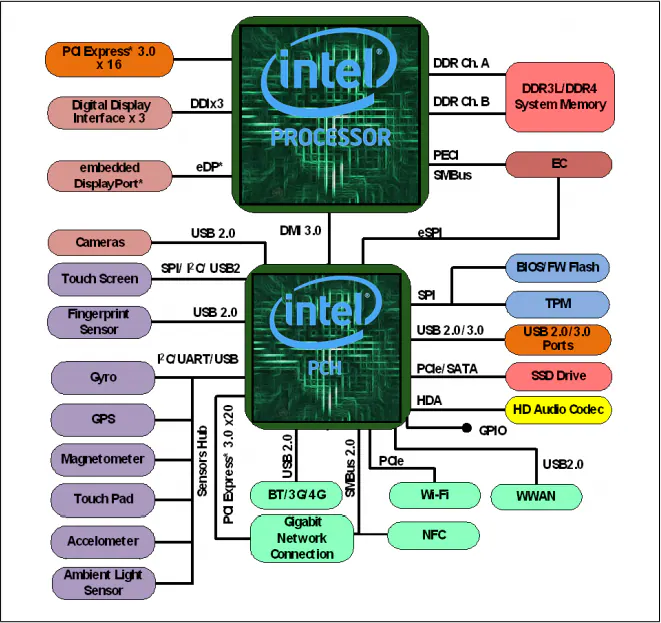 PCI Express* 3.0
x 16
Digital Display
Interface x 3
DDIx3
embedded
DisplayPort*
eDP*
intel®
PROCESSOR
DDR Ch. A
DDR Ch. B
DDR3L/DDR4
System Memory
PECI
SMBus
EC
DMI 3.0
eSPI
Cameras
USB 2.0
Touch Screen
SPI/ I²C/ USB2
Fingerprint
Sensor
USB 2.0
intel®
PCH
SPI
BIOS/FW Flash
TPM
USB 2.0/3.0
USB 2.0/3.0
Ports
PCIe/SATA
SSD Drive
HDA
HD Audio Codec
GPIO
I²C/UART/USB
Gyro
GPS
Magnetometer
Touch Pad
Accelometer
Ambient Light
Sensor
Sensors Hub
PCI Express* 3.0 x20
USB 2.0
SMBus 2.0
PCIe
USB2.0
BT/3G/4G
Wi-Fi
WWAN
Gigabit
Network
Connection
NFC